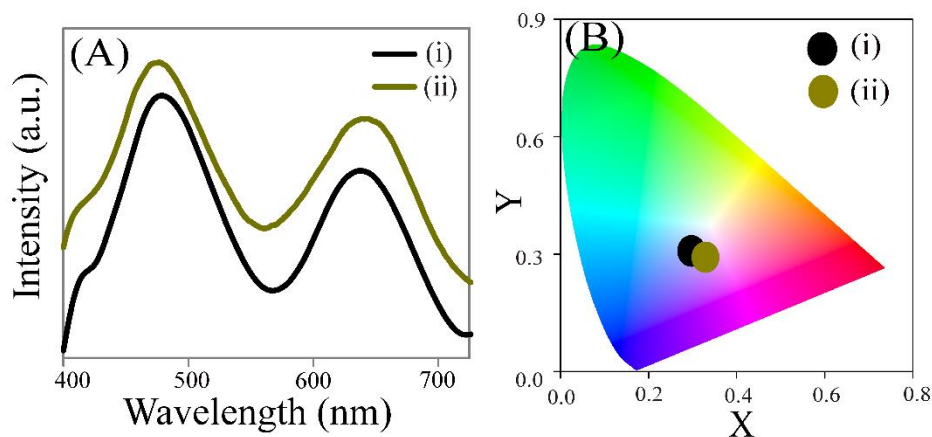 (A)
(i)
(ii)
Intensity (a.u.)
400 500 600 700
Wavelength (nm)
(B)
(i)
(ii)
0.9
0.6
Y
0.3
0.0
0.0 0.2 0.4 0.6 0.8
X